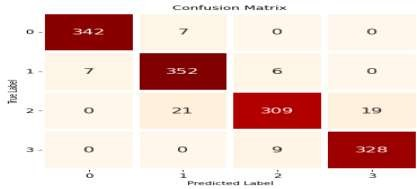 Confusion Matrix
True Label
0 342 7 0 0
1 7 352 6 0
2 0 21 309 19
3 0 0 9 328
0 1 2 3
Predicted Label